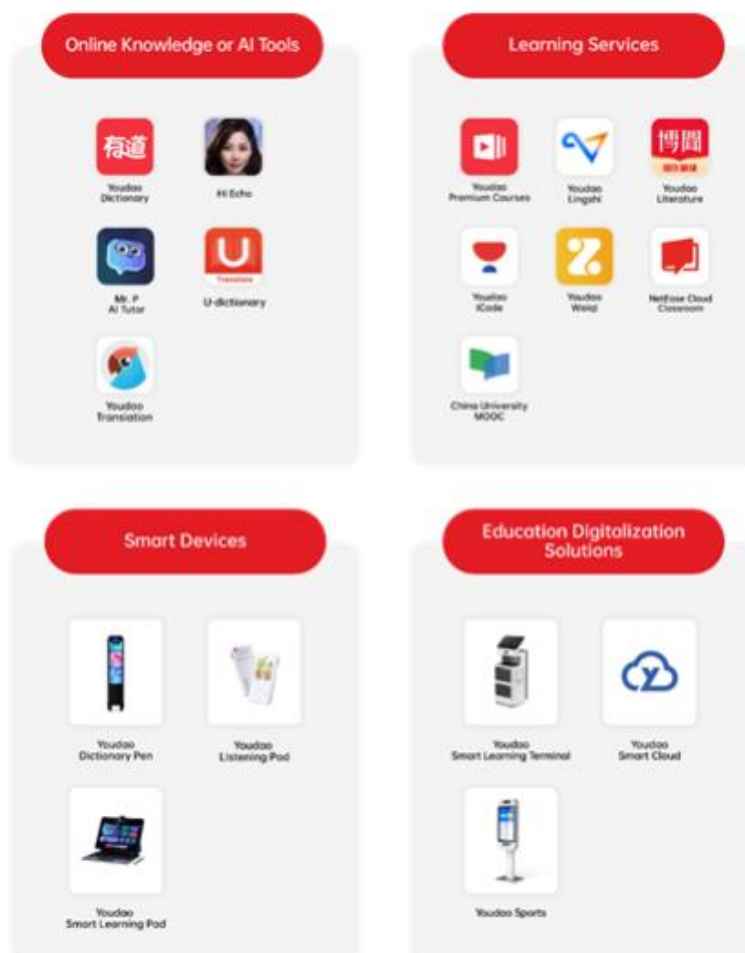 Online Knowledge or AI Tools
有道
Youdao
Dictionary
Hi Echo
Mr. P
AI Tutor
U
Translate
U-dictionary
Youdao
Translation
Learning Services
Youdao
Premium Courses
Youdao
Lingshi
博聞
Youdao
Literature
Youdao
iCode
Youdao
Weiqi
NetEase Cloud
Classroom
China University
MOOC
Smart Devices
Youdao
Dictionary Pen
Youdao
Listening Pod
Youdao
Smart Learning Pad
Education Digitalization
Solutions
Youdao
Smart Learning Terminal
y
Youdao
Smart Cloud
Youdao Sports